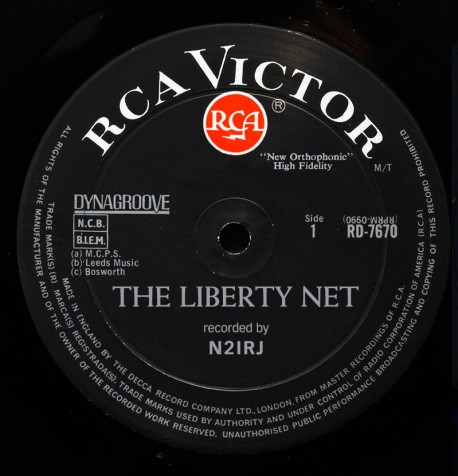 RCA VICTOR
RCA
®
"New Orthophonic"
High Fidelity
M/T
DYNAGROOVE
N.C.B.
B.I.E.M.
(a) M.C.P.S.
(b) Leeds Music
(c) Bosworth
Side
1
(RPRM-0990)
RD-7670
THE LIBERTY NET
recorded by
N2IRJ
ALL RIGHTS OF THE MANUFACTURER AND OF THE OWNER OF THE RECORDED WORK RESERVED. UNAUTHORISED PUBLIC PERFORMANCE BROADCASTING AND COPYING OF THIS RECORD PROHIBITED
TRADE MARK(S)(R). MARCA(S) REGISTRADA(S). TRADE MARKS USED BY AUTHORITY AND UNDER CONTROL OF RADIO CORPORATION OF AMERICA (R.C.A.)
MADE IN ENGLAND BY THE DECCA RECORD COMPANY LTD., LONDON, FROM MASTER RECORDINGS OF R.C.A.